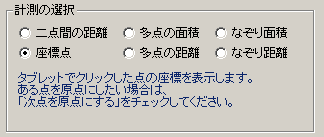 計測の選択
二点間の距離 多点の面積 なぞり面積
座標点 多点の距離 なぞり距離
タブレットでクリックした点の座標を表示します。
ある点を原点にしたい場合は、
「次点を原点にする」をチェックしてください。